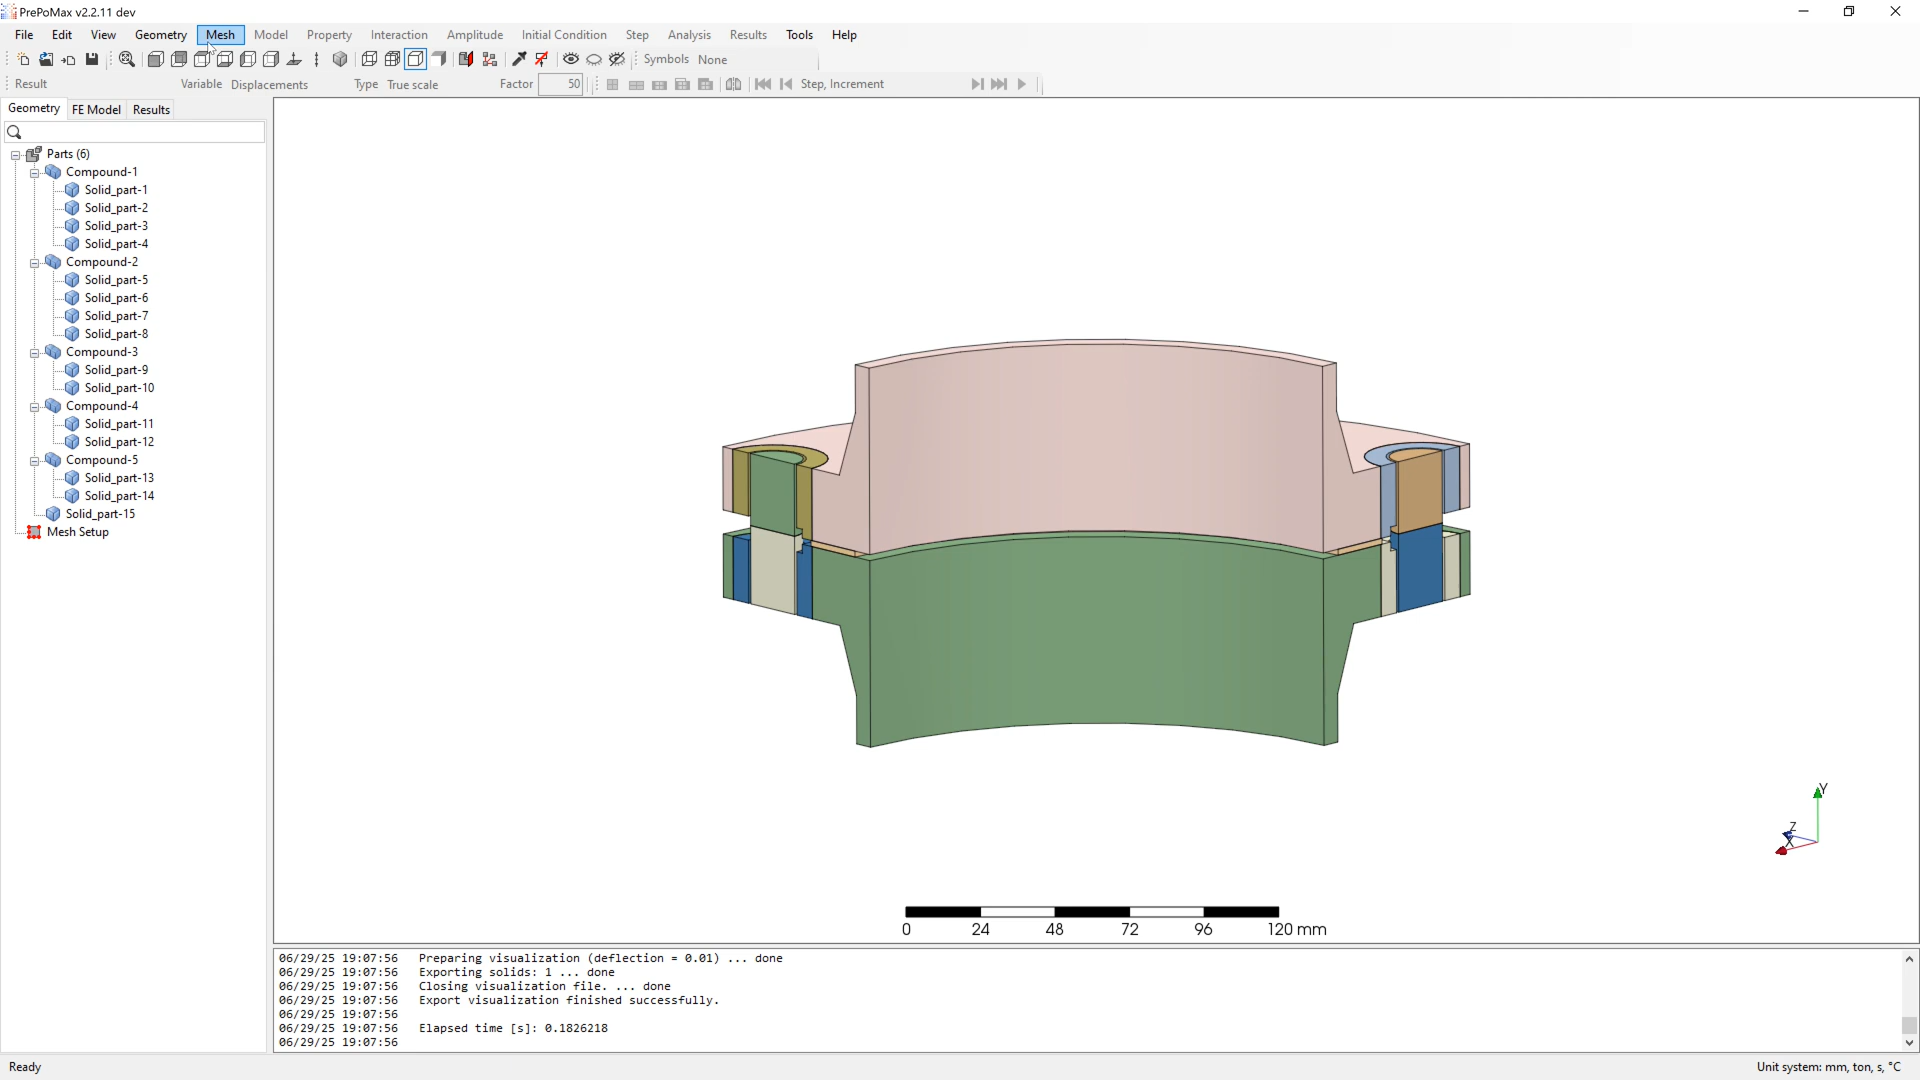 PrePoMax v2.2.11 dev
File Edit View Geometry Mesh Model Property Interaction Amplitude Initial Condition Step Analysis Results Tools Help
Symbols None
Result Variable Displacements Type True scale Factor 50 Step, Increment
Geometry FE Model Results
Parts (6)
Compound-1
Solid_part-1
Solid_part-2
Solid_part-3
Solid_part-4
Compound-2
Solid_part-5
Solid_part-6
Solid_part-7
Solid_part-8
Compound-3
Solid_part-9
Solid_part-10
Compound-4
Solid_part-11
Solid_part-12
Compound-5
Solid_part-13
Solid_part-14
Solid_part-15
Mesh Setup
Y
Z
X
0 24 48 72 96 120 mm
06/29/25 19:07:56 Preparing visualization (deflection = 0.01) ... done
06/29/25 19:07:56 Exporting solids: 1 ... done
06/29/25 19:07:56 Closing visualization file. ... done
06/29/25 19:07:56 Export visualization finished successfully.
06/29/25 19:07:56
06/29/25 19:07:56 Elapsed time [s]: 0.1826218
06/29/25 19:07:56
Ready Unit system: mm, ton, s, °C